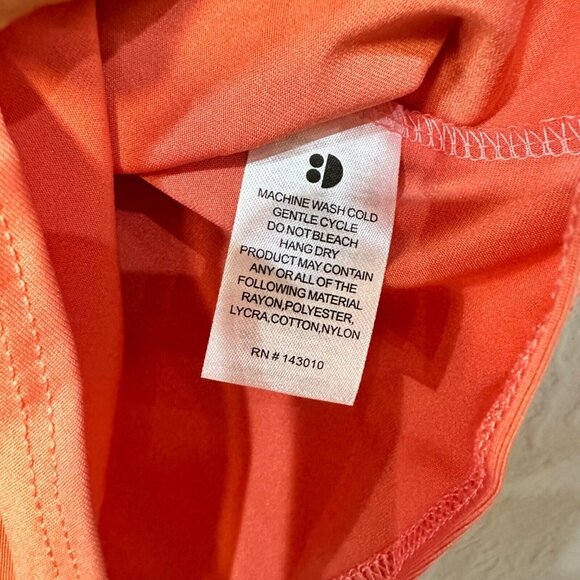 MACHINE WASH COLD
GENTLE CYCLE
DO NOT BLEACH
HANG DRY
PRODUCT MAY CONTAIN
ANY OR ALL OF THE
FOLLOWING MATERIAL
RAYON,POLYESTER,
LYCRA,COTTON,NYLON
RN # 143010